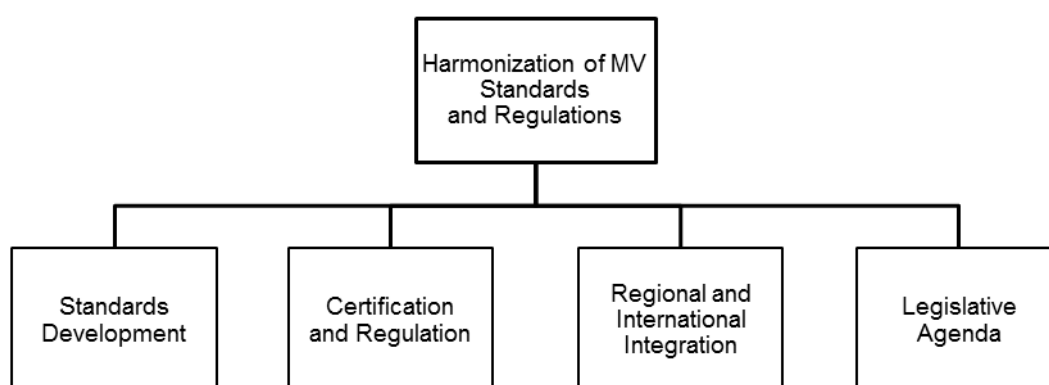 Harmonization of MV
Standards
and Regulations
Standards
Development
Certification
and Regulation
Regional and
International
Integration
Legislative
Agenda